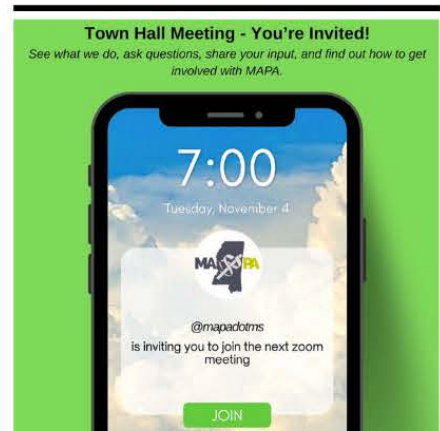 Town Hall Meeting - You're Invited!
See what we do, ask questions, share your input, and find out how to get
involved with MAPA.
7:00
Tuesday, November 4
MA PA
@mapadotms
is inviting you to join the next zoom
meeting
JOIN